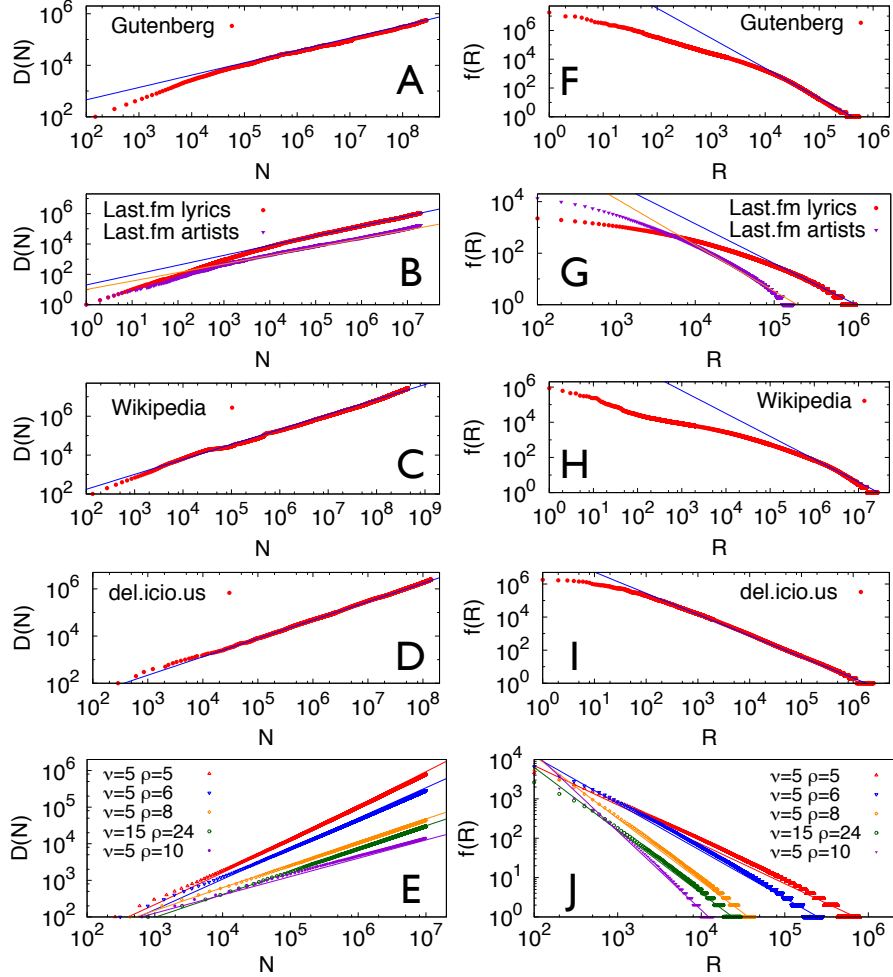 Gutenberg
A
D(N)
10^2 10^4 10^6
10^2 10^3 10^4 10^5 10^6 10^7 10^8
N
Gutenberg
F
f(R)
10^0 10^2 10^4 10^6
10^0 10^1 10^2 10^3 10^4 10^5 10^6
R
Last.fm lyrics
Last.fm artists
B
D(N)
10^0 10^2 10^4 10^6
10^0 10^1 10^2 10^3 10^4 10^5 10^6 10^7
N
Last.fm lyrics
Last.fm artists
G
f(R)
10^0 10^2 10^4
10^2 10^3 10^4 10^5 10^6
R
Wikipedia
C
D(N)
10^2 10^4 10^6
10^2 10^3 10^4 10^5 10^6 10^7 10^8 10^9
N
Wikipedia
H
f(R)
10^0 10^2 10^4 10^6
10^0 10^1 10^2 10^3 10^4 10^5 10^6 10^7
R
del.icio.us
D
D(N)
10^2 10^4 10^6
10^2 10^3 10^4 10^5 10^6 10^7 10^8
N
del.icio.us
I
f(R)
10^0 10^2 10^4 10^6
10^0 10^1 10^2 10^3 10^4 10^5 10^6
R
ν=5 ρ=5
ν=5 ρ=6
ν=5 ρ=8
ν=15 ρ=24
ν=5 ρ=10
E
D(N)
10^2 10^3 10^4 10^5 10^6
10^2 10^3 10^4 10^5 10^6 10^7
N
ν=5 ρ=5
ν=5 ρ=6
ν=5 ρ=8
ν=15 ρ=24
ν=5 ρ=10
J
f(R)
10^0 10^1 10^2 10^3 10^4
10^2 10^3 10^4 10^5 10^6
R